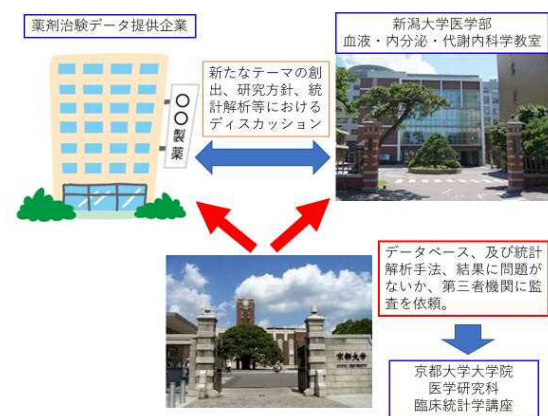 薬剤治験データ提供企業
新潟大学医学部
血液・内分泌・代謝内科学教室
〇〇製薬
新たなテーマの創
出、研究方針、統
計解析等における
ディスカッション
データベース、及び統計
解析手法、結果に問題が
ないか、第三者機関に監
査を依頼。
京都大学
京都大学大学院
医学研究科
臨床統計学講座